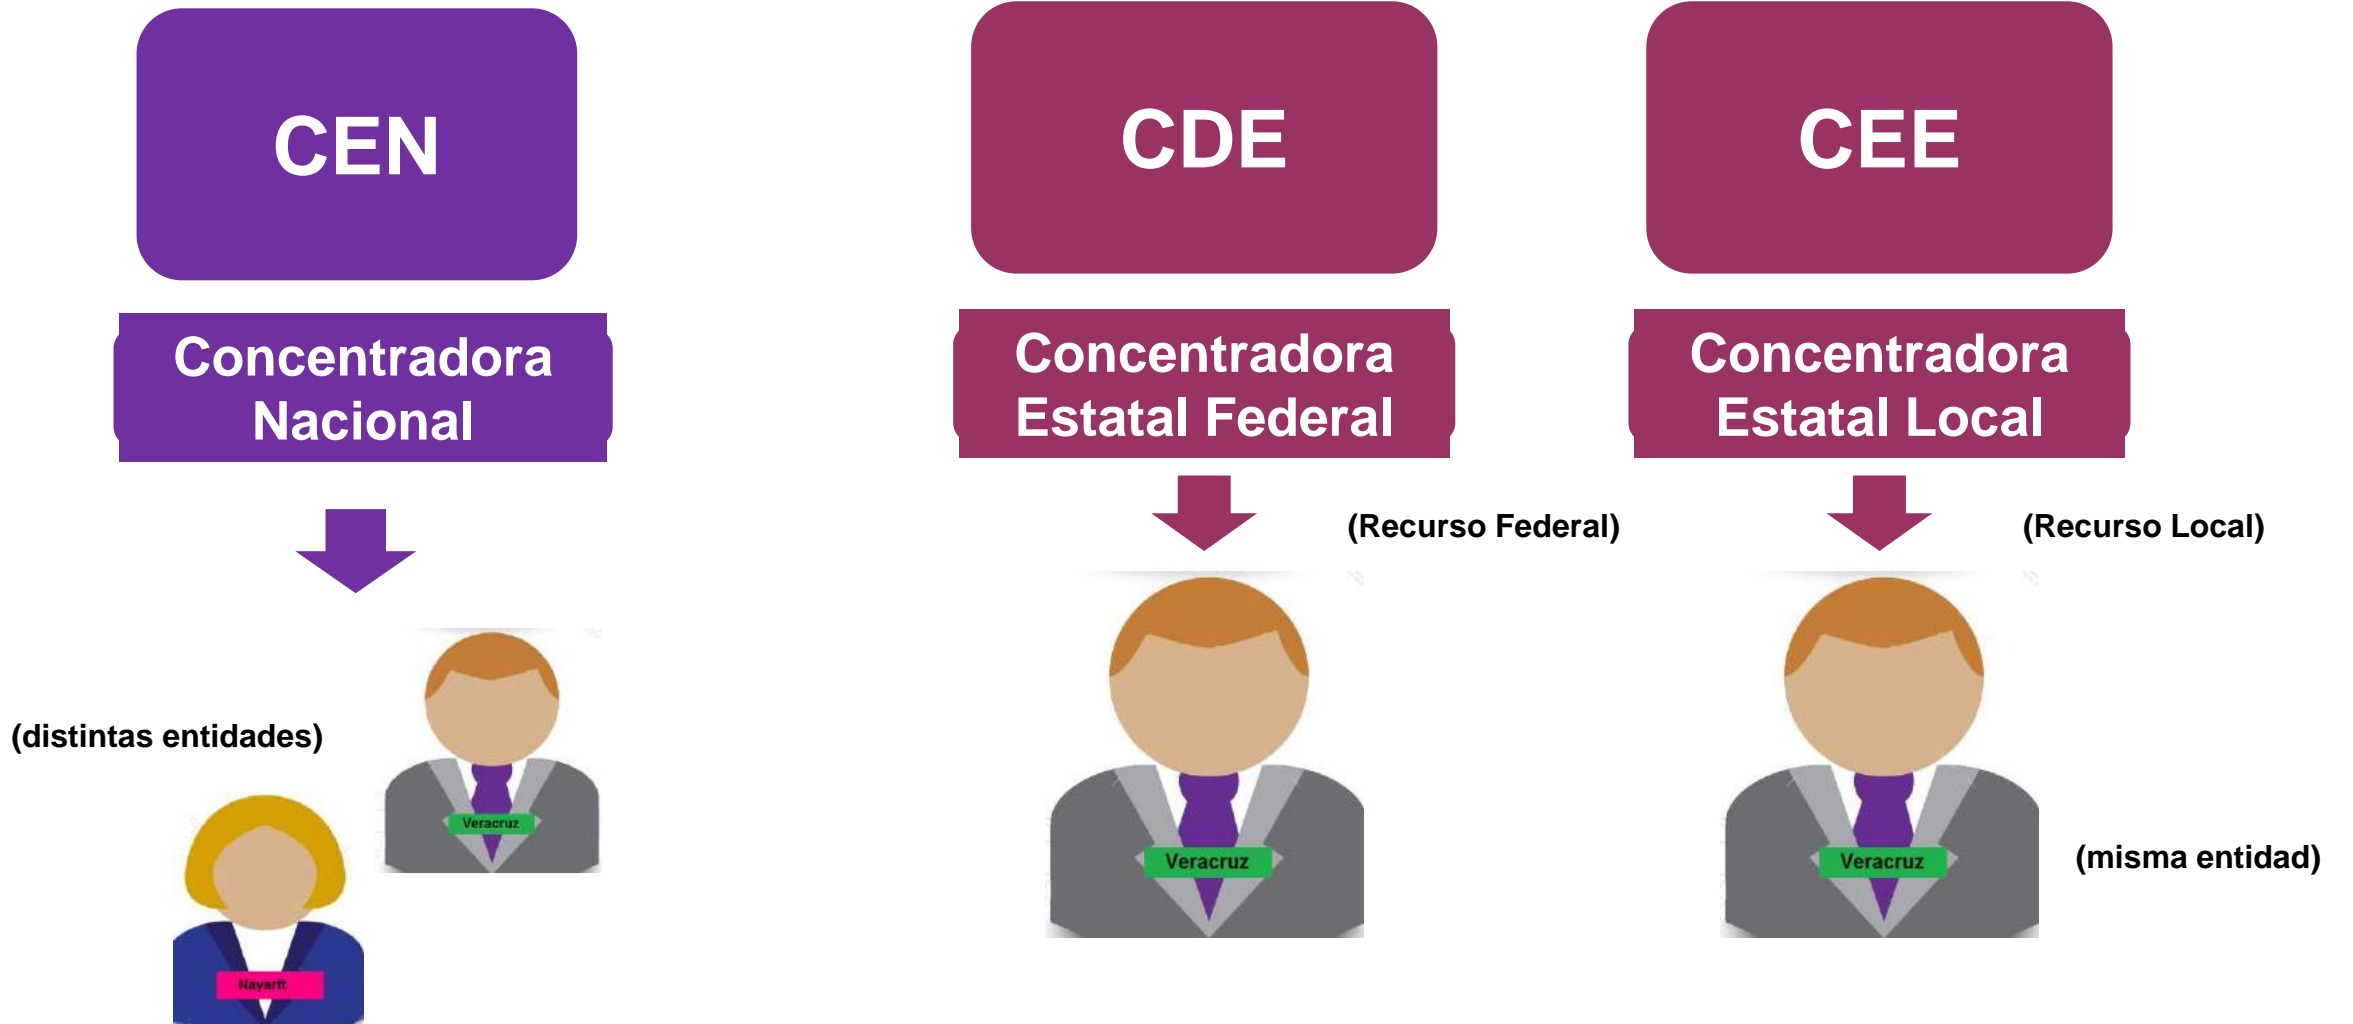 CEN
Concentradora
Nacional
(distintas entidades)
Veracruz
Nayarit
CDE
Concentradora
Estatal Federal
(Recurso Federal)
Veracruz
CEE
Concentradora
Estatal Local
(Recurso Local)
Veracruz
(misma entidad)